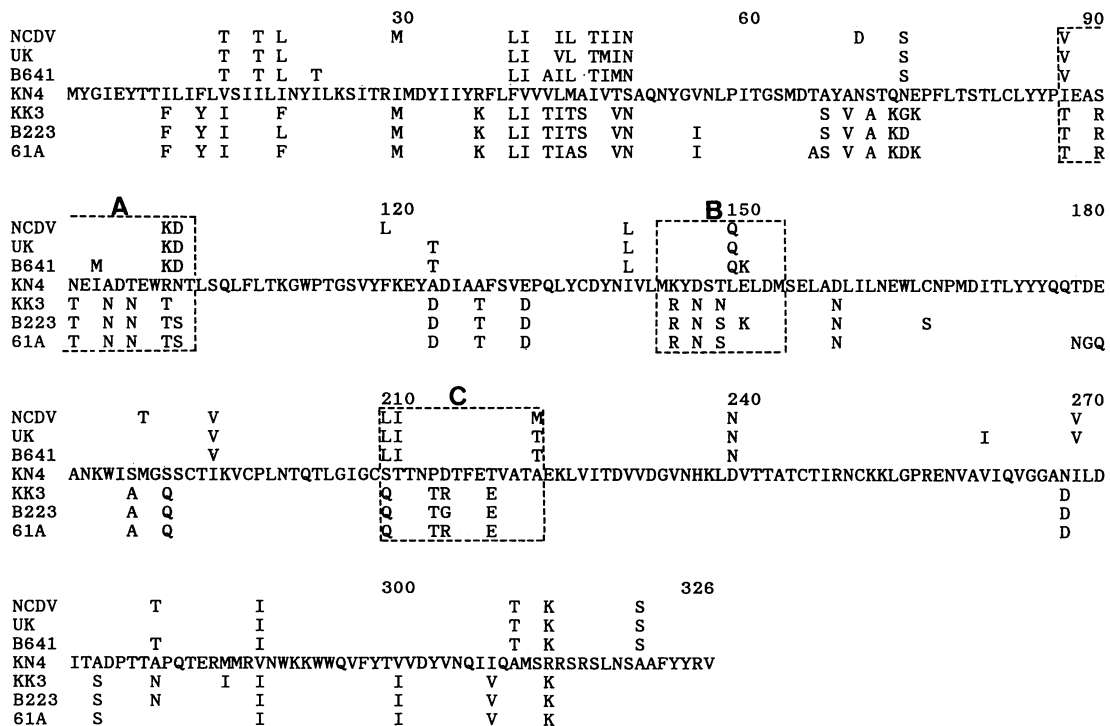 30 60 90
NCDV T T L M LI IL TIIN D S V
UK T T L LI VL TMIN S V
B641 T T L T LI AIL TIMN S V
KN4 MYGIEYTTILIFLVSIILINYILKSITRIMDYIIYRFLFVVVLMAIVTSAQNYGVNLPITGSMDTAYANSTQNEPFLTSTLCLYYPIEAS
KK3 F Y I F M K LI TITS VN S V A KGK T R
B223 F Y I L M K LI TITS VN I S V A KD T R
61A F Y I F M K LI TIAS VN I AS V A KDK T R
A 120 B 150 180
NCDV KD L L Q
UK KD T L Q
B641 M KD T L QK
KN4 NEIADTEWRNTLSQLFLTKGWPTGSVYFKEYADIAAFSVEPQLYCDYNIVLMKYDSTLELDMSELADLILNEWLCNPMDITLYYYQQTDE
KK3 T N N T D T D R N N N
B223 T N N TS D T D R N S K N S
61A T N N TS D T D R N S N NGQ
210 C 240 270
NCDV T V LI M N V
UK V LI T N I V
B641 V LI T N
KN4 ANKWISMGSSCTIKVCPLNTQTLGIGCSTTNPDTFETVATAEKLVITDVVDGVNHKLDVTTATCTIRNCKKLGPRENVAVIQVGGANILD
KK3 A Q Q TR E D
B223 A Q Q TG E D
61A A Q Q TR E D
300 326
NCDV T I T K S
UK I T K S
B641 T I T K S
KN4 ITADPTTAPQTERMMRVNWKKWWQVFYTVVDYVNQIIQAMSRRSRSLNSAAFYYRV
KK3 S N I I I V K
B223 S N I I V K
61A S I I V K